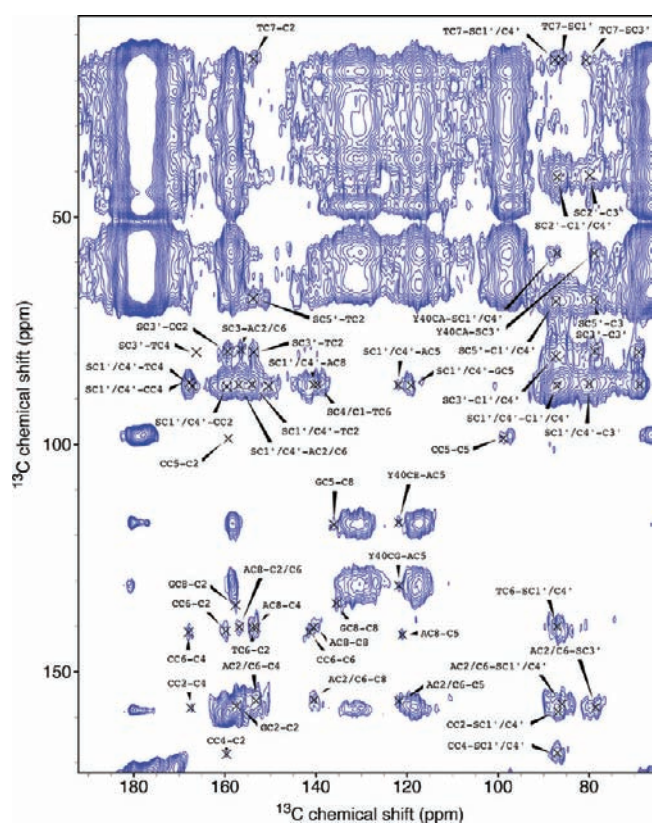 TC7-C2
TC7-SC1'/C4'
TC7-SC1'
TC7-SC3'
50
SC2'-C3'
SC2'-C1'/C4'
SC5'-TC2
Y40CA-SC1'/C4'
Y40CA-SC3'
SC3'-CC2
SC3-AC2/C6
SC3'-TC2
SC5'-C3
SC3'-C3'
SC3'-TC4
SC1'/C4'-AC8
SC1'/C4'-AC5
SC5'-C1'/C4'
SC1'/C4'-TC4
SC1'/C4'-GC5
SC1'/C4'-CC4
SC4/C1-TC6
SC3'-C1'/C4'
SC1'/C4'-CC2
SC1'/C4'-TC2
SC1'/C4'-C1'/C4'
SC1'/C4'-AC2/C6
SC1'/C4'-C3'
100
CC5-C2
CC5-C5
GC5-C8
Y40CE-AC5
Y40CG-AC5
AC8-C2/C6
GC8-C2
TC6-SC1'/C4'
CC6-C2
AC8-C4
GC8-C8
AC8-C8
AC8-C5
CC6-C4
TC6-C2
CC6-C6
AC2/C6-SC3'
150
CC2-C4
AC2/C6-C4
AC2/C6-C8
AC2/C6-C5
AC2/C6-SC1'/C4'
GC2-C2
CC2-SC1'/C4'
CC4-C2
CC4-SC1'/C4'
180
160
140
120
100
80
13C chemical shift (ppm)
13C chemical shift (ppm)